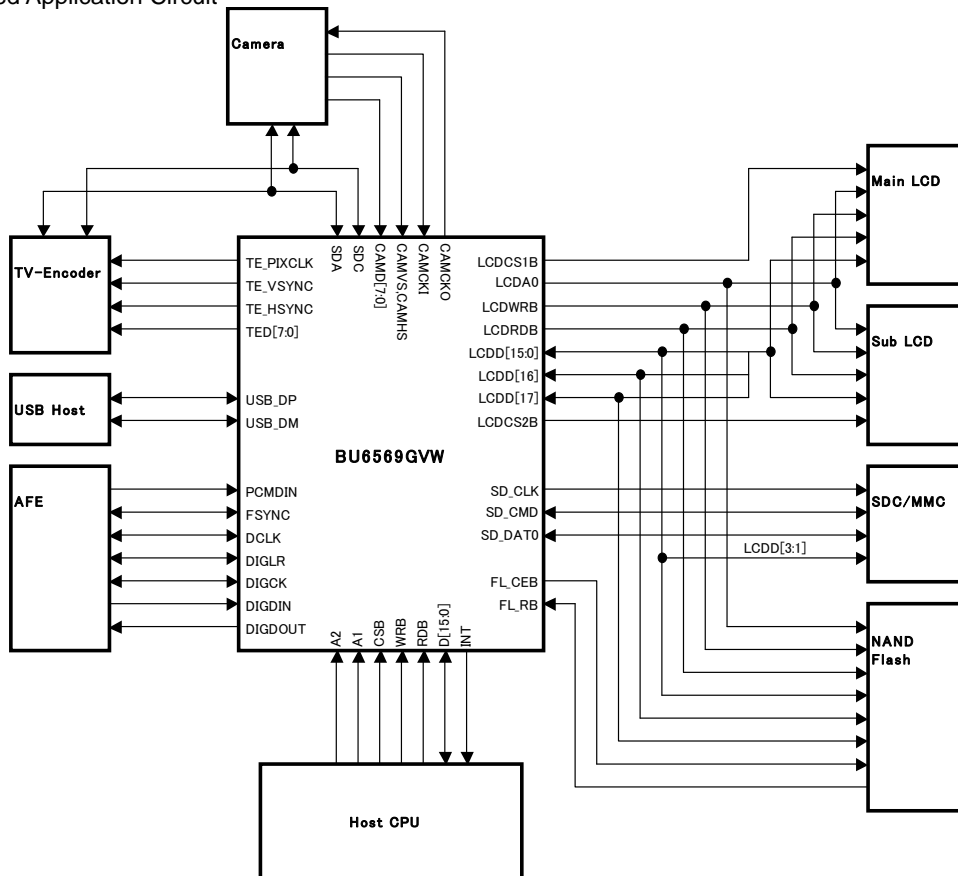 ed Application Circuit
Camera
Main LCD
TV-Encoder
TE_PIXCLK
TE_VSYNC
TE_HSYNC
TED[7:0]
SDA
SDC
CAMD[7:0]
CAMVS,CAMHS
CAMCKI
CAMCKO
LCDCS1B
LCDA0
LCDWRB
LCDRDB
LCDD[15:0]
LCDD[16]
LCDD[17]
LCDCS2B
Sub LCD
USB Host
USB_DP
USB_DM
BU6569GVW
AFE
PCMDIN
FSYNC
DCLK
DIGLR
DIGCK
DIGDIN
DIGDOUT
SD_CLK
SD_CMD
SD_DAT0
SDC/MMC
LCDD[3:1]
FL_CEB
FL_RB
A2
A1
CSB
WRB
RDB
D[15:0]
INT
NAND
Flash
Host CPU